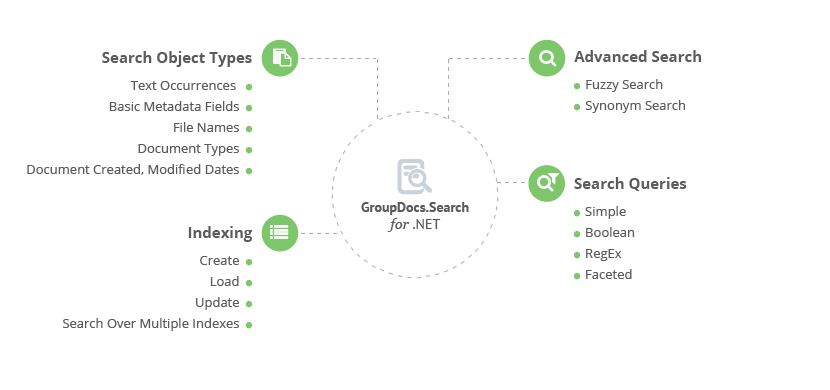 Search Object Types
Text Occurrences
Basic Metadata Fields
File Names
Document Types
Document Created, Modified Dates
Indexing
Create
Load
Update
Search Over Multiple Indexes
GroupDocs.Search
for .NET
Advanced Search
Fuzzy Search
Synonym Search
Search Queries
Simple
Boolean
RegEx
Faceted